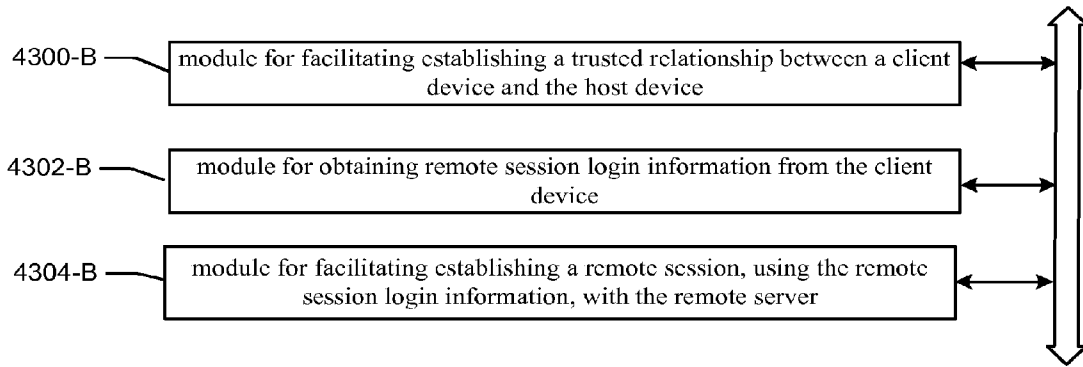 4300-B
module for facilitating establishing a trusted relationship between a client
device and the host device
4302-B
module for obtaining remote session login information from the client
device
4304-B
module for facilitating establishing a remote session, using the remote
session login information, with the remote server